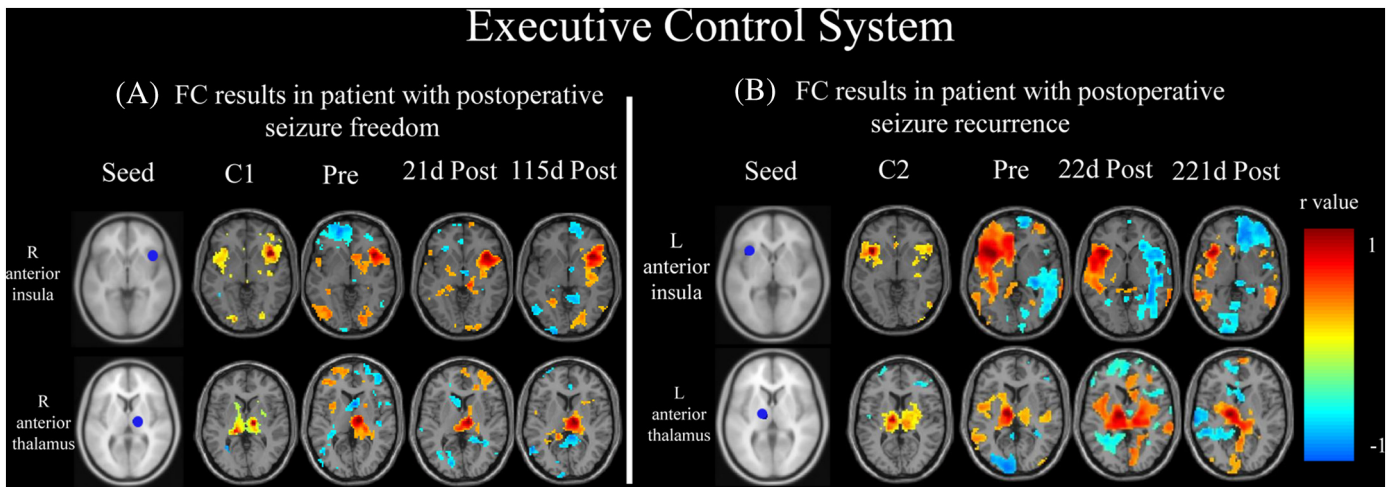 Executive Control System
(A) FC results in patient with postoperative
seizure freedom
(B) FC results in patient with postoperative
seizure recurrence
Seed C1 Pre 21d Post 115d Post
Seed C2 Pre 22d Post 221d Post
r value
R
anterior
insula
L
anterior
insula
1
R
anterior
thalamus
L
anterior
thalamus
-1